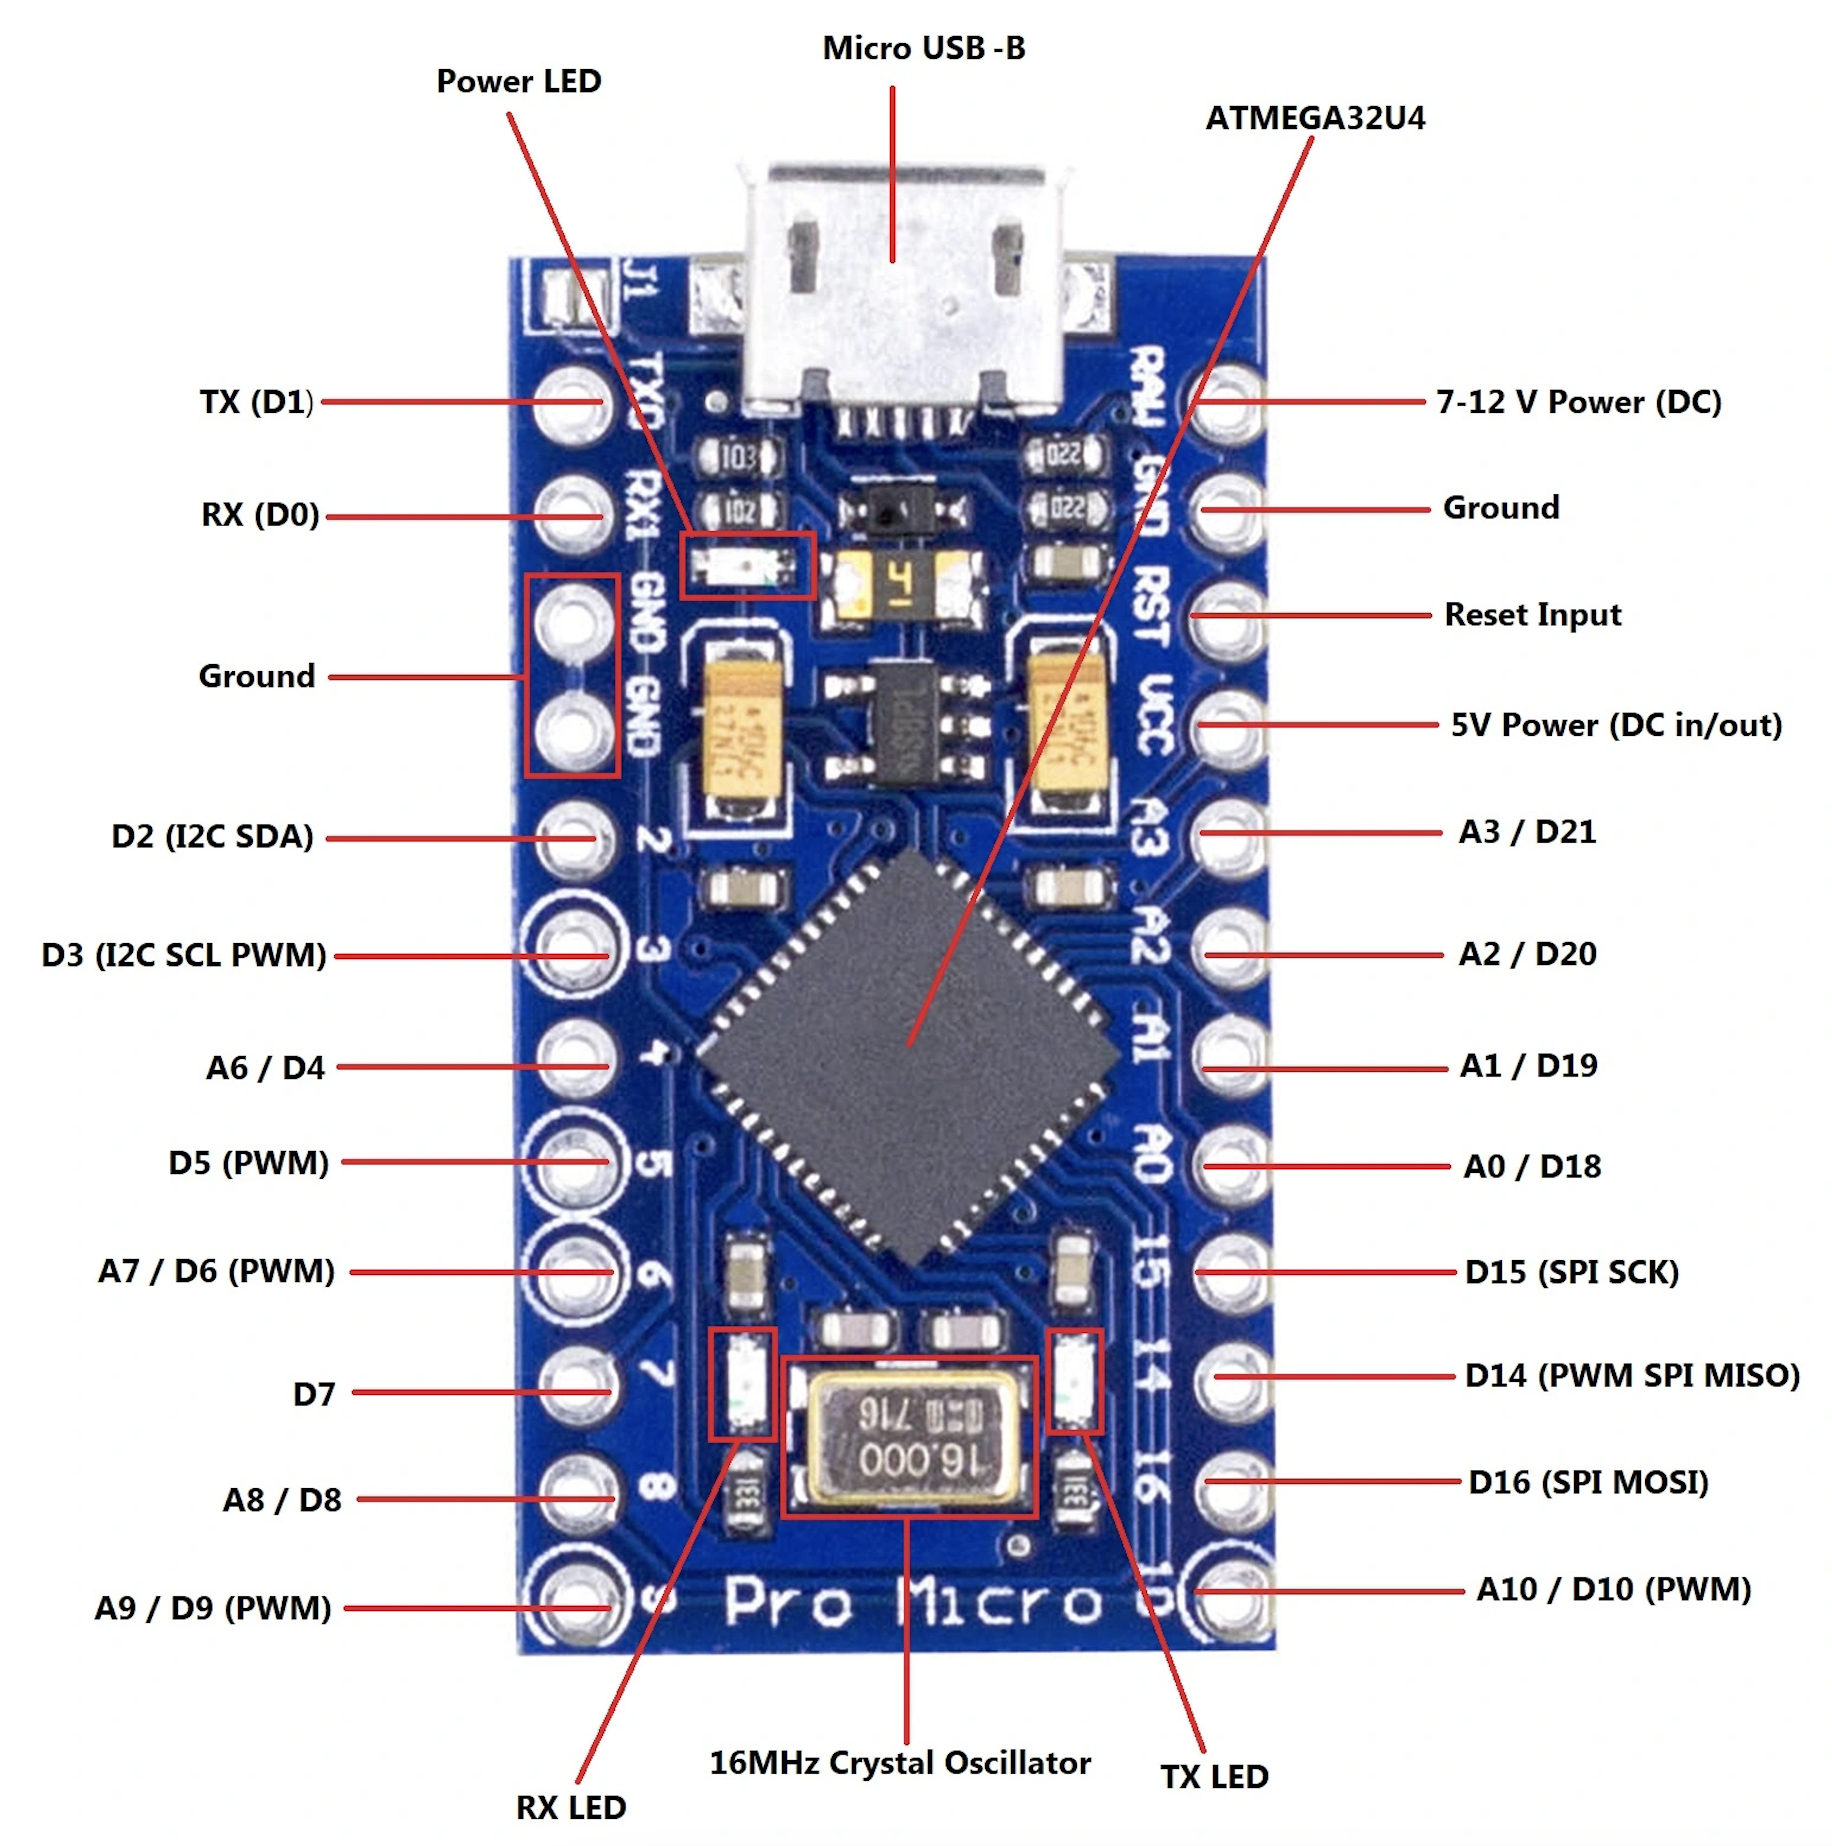 Micro USB -B
Power LED
ATMEGA32U4
J1
TX (D1)
TXO
RAW
7-12 V Power (DC)
103
022
RX (D0)
RX1
102
022
GND
Ground
GND
RST
Reset Input
Ground
GND
VCC
5V Power (DC in/out)
D2 (I2C SDA)
2
A3
A3 / D21
D3 (I2C SCL PWM)
3
A2
A2 / D20
A6 / D4
4
A1
A1 / D19
D5 (PWM)
5
A0
A0 / D18
A7 / D6 (PWM)
6
15
D15 (SPI SCK)
D7
7
716
14
D14 (PWM SPI MISO)
16.000
A8 / D8
8
331
331
16
D16 (SPI MOSI)
A9 / D9 (PWM)
9
Pro Micro
10
A10 / D10 (PWM)
16MHz Crystal Oscillator
TX LED
RX LED